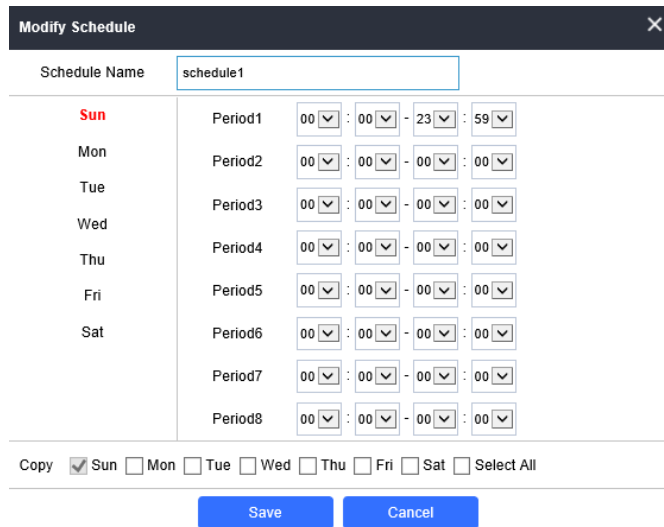 Modify Schedule
Schedule Name schedule1
Sun
Mon
Tue
Wed
Thu
Fri
Sat
Period1 00 : 00 - 23 : 59
Period2 00 : 00 - 00 : 00
Period3 00 : 00 - 00 : 00
Period4 00 : 00 - 00 : 00
Period5 00 : 00 - 00 : 00
Period6 00 : 00 - 00 : 00
Period7 00 : 00 - 00 : 00
Period8 00 : 00 - 00 : 00
Copy Sun Mon Tue Wed Thu Fri Sat Select All
Save Cancel